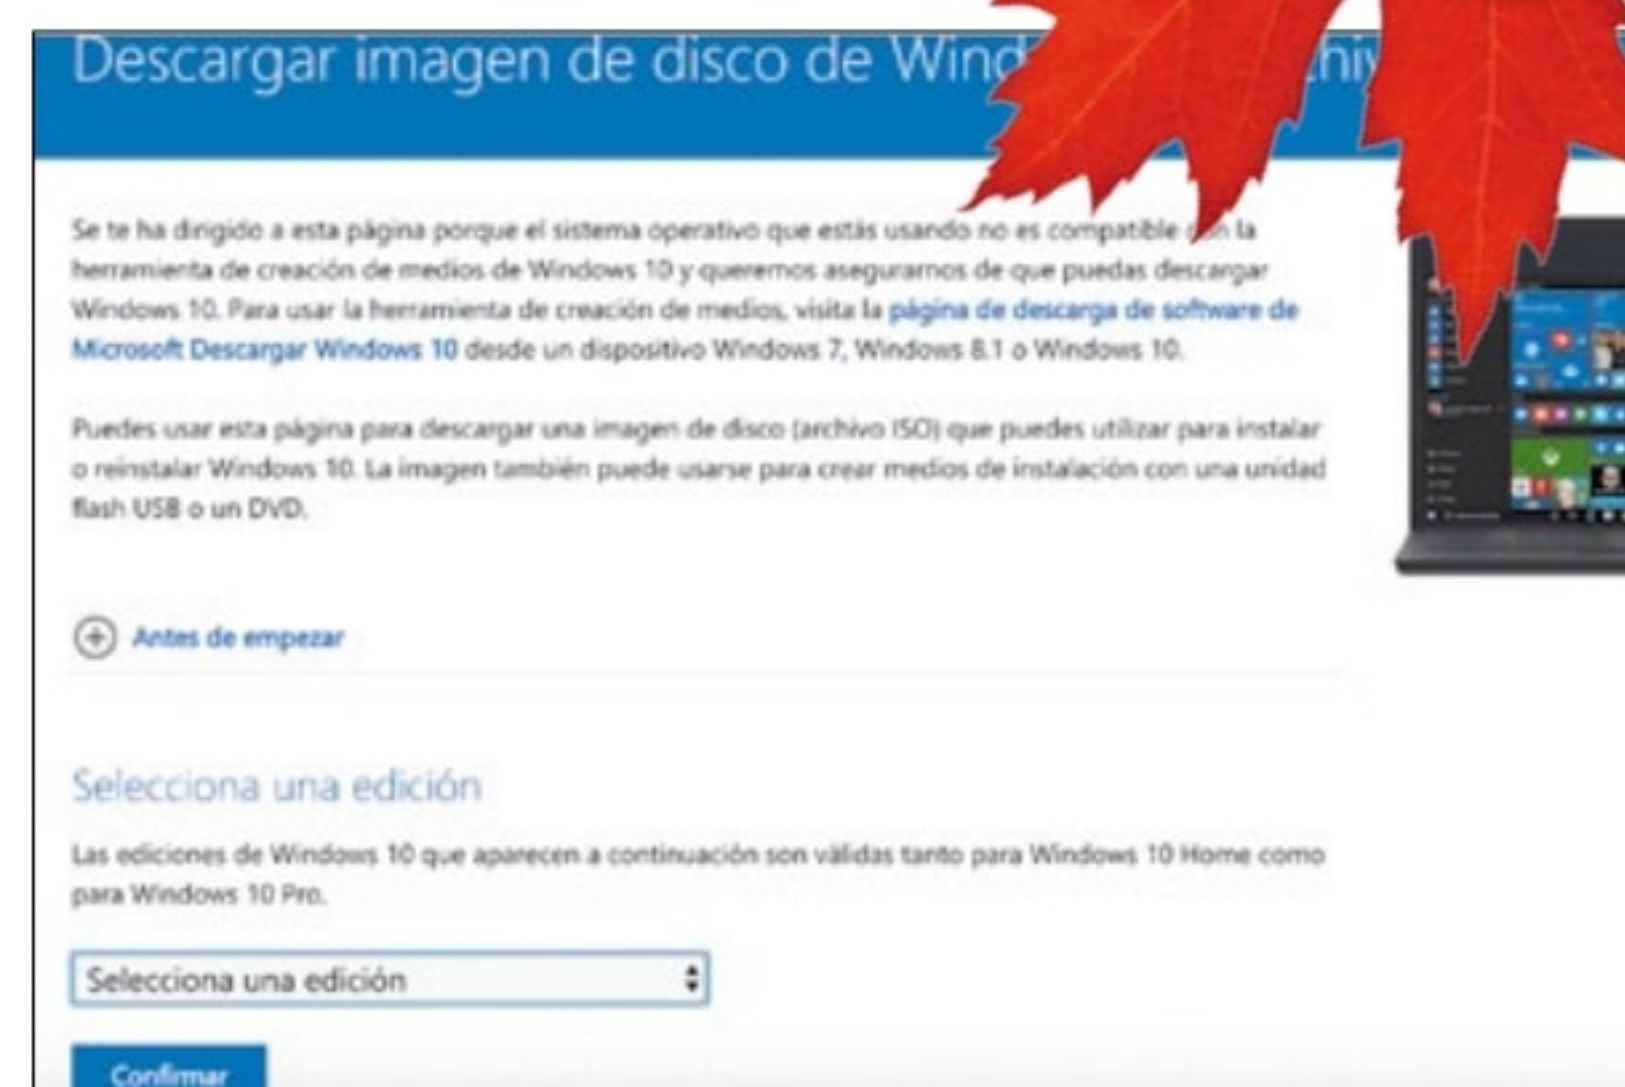 Descargar imagen de disco de Wind
Se te ha dirigido a esta página porque el sistema operativo que estás usando no es compatible la
herramienta de creación de medios de Windows 10 y queremos asegurarnos de que puedas descargar
Windows 10. Para usar la herramienta de creación de medios, visita la página de descarga de software de
Microsoft Descargar Windows 10 desde un dispositivo Windows 7, Windows 8.1 o Windows 10.
Puedes usar esta página para descargar una imagen de disco (archivo ISO) que puedes utilizar para instalar
o reinstalar Windows 10. La imagen también puede usarse para crear medios de instalación con una unidad
flash USB o un DVD.
Antes de empezar
Selecciona una edición
Las ediciones de Windows 10 que aparecen a continuación son válidas tanto para Windows 10 Home como
para Windows 10 Pro.
Selecciona una edición
Confirmar